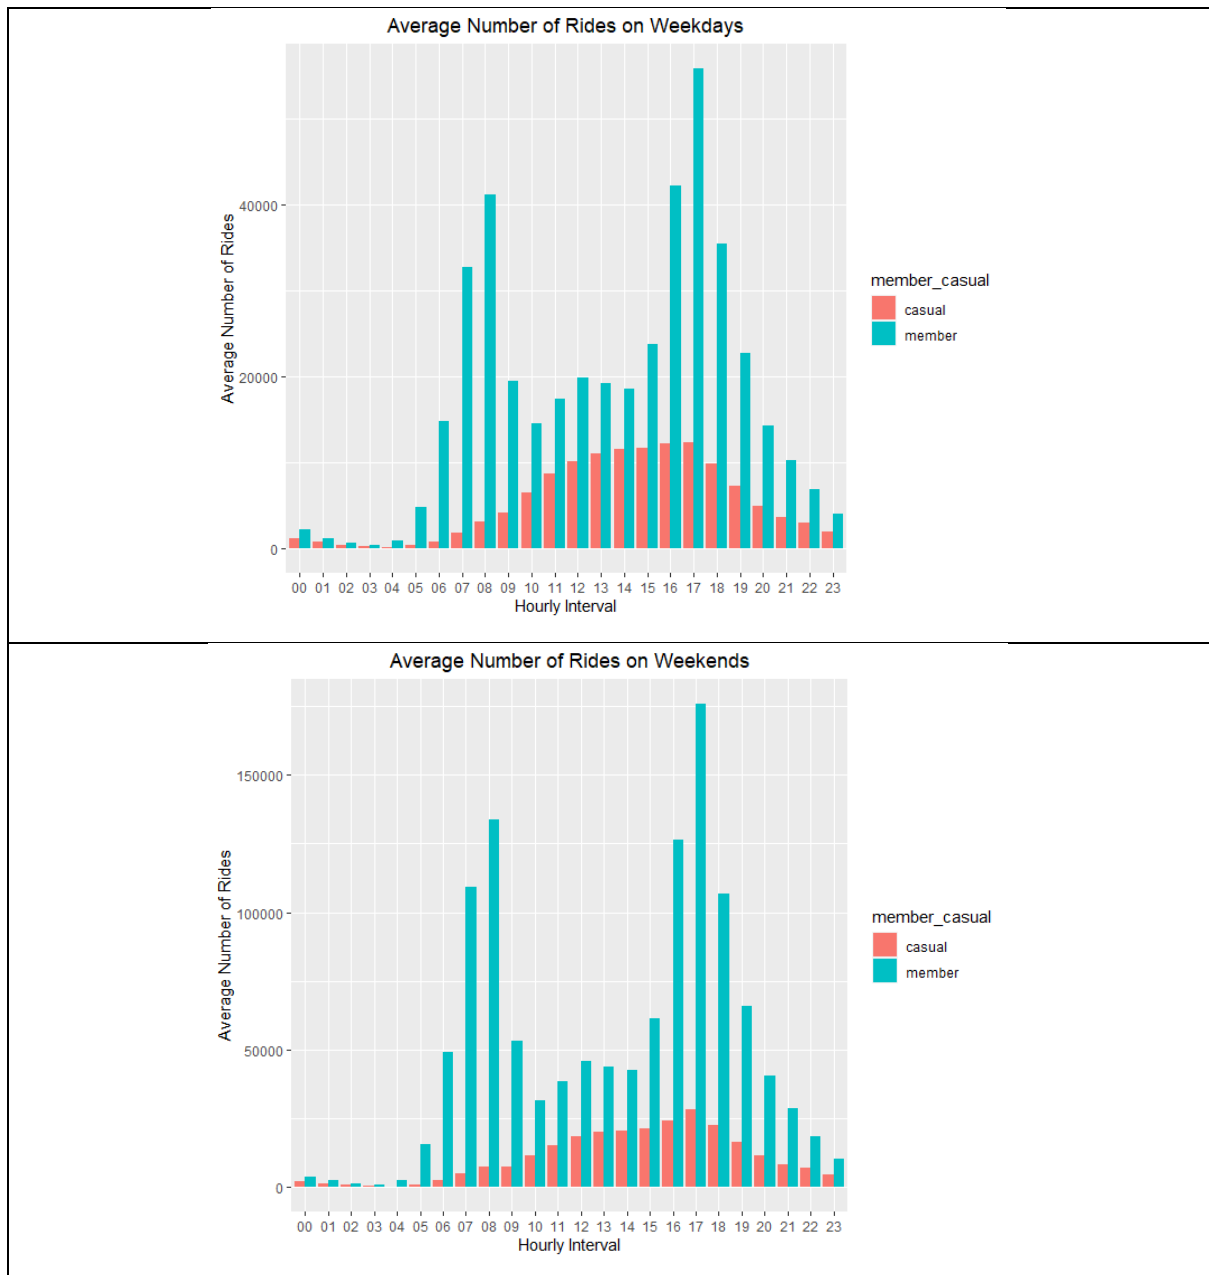 Average Number of Rides on Weekdays
Average Number of Rides
40000
20000
0
00 01 02 03 04 05 06 07 08 09 10 11 12 13 14 15 16 17 18 19 20 21 22 23
Hourly Interval
member_casual
casual
member
Average Number of Rides on Weekends
Average Number of Rides
150000
100000
50000
0
00 01 02 03 04 05 06 07 08 09 10 11 12 13 14 15 16 17 18 19 20 21 22 23
Hourly Interval
member_casual
casual
member